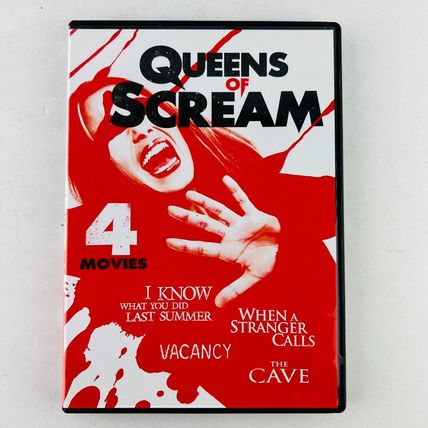 QUEENS
OF
SCREAM
4
MOVIES
I KNOW
WHAT YOU DID
LAST SUMMER
WHEN A
STRANGER
CALLS
VACANCY
THE
CAVE